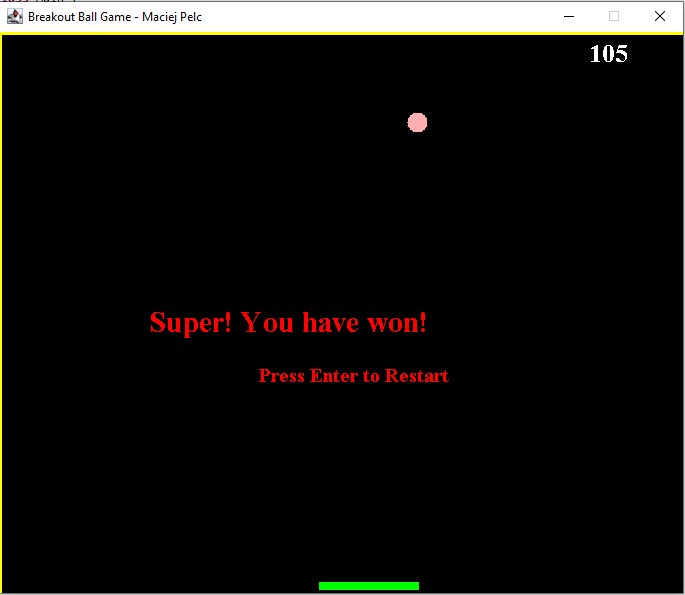 Breakout Ball Game - Maciej Pelc
105
Super! You have won!
Press Enter to Restart